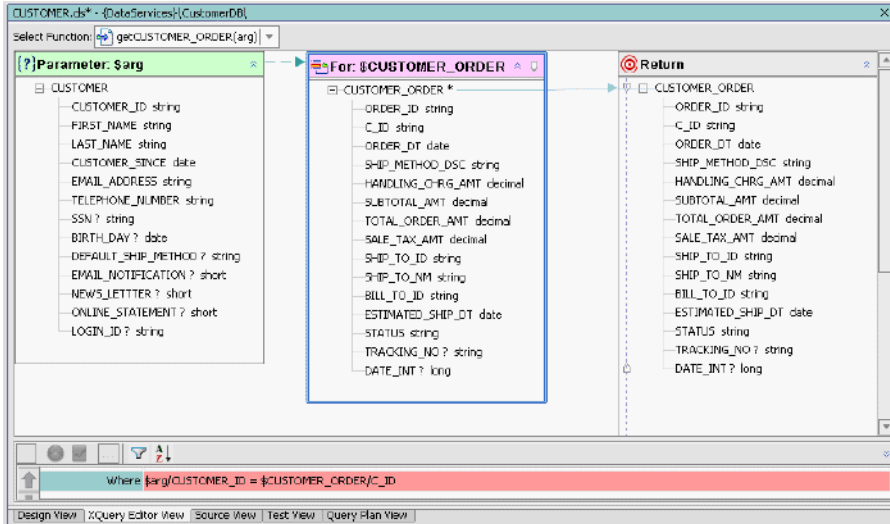 CUSTOMER.ds* - {DataServices}\CustomerDB\
Select Function: getCUSTOMER_ORDER(arg)
{?}Parameter: $arg
CUSTOMER
CUSTOMER_ID string
FIRST_NAME string
LAST_NAME string
CUSTOMER_SINCE date
EMAIL_ADDRESS string
TELEPHONE_NUMBER string
SSN ? string
BIRTH_DAY ? date
DEFAULT_SHIP_METHOD ? string
EMAIL_NOTIFICATION ? short
NEWS_LETTTER ? short
ONLINE_STATEMENT ? short
LOGIN_ID ? string
For: $CUSTOMER_ORDER
CUSTOMER_ORDER *
ORDER_ID string
C_ID string
ORDER_DT date
SHIP_METHOD_DSC string
HANDLING_CHRG_AMT decimal
SUBTOTAL_AMT decimal
TOTAL_ORDER_AMT decimal
SALE_TAX_AMT decimal
SHIP_TO_ID string
SHIP_TO_NM string
BILL_TO_ID string
ESTIMATED_SHIP_DT date
STATUS string
TRACKING_NO ? string
DATE_INT ? long
Return
CUSTOMER_ORDER
ORDER_ID string
C_ID string
ORDER_DT date
SHIP_METHOD_DSC string
HANDLING_CHRG_AMT decimal
SUBTOTAL_AMT decimal
TOTAL_ORDER_AMT decimal
SALE_TAX_AMT decimal
SHIP_TO_ID string
SHIP_TO_NM string
BILL_TO_ID string
ESTIMATED_SHIP_DT date
STATUS string
TRACKING_NO ? string
DATE_INT ? long
Where $arg/CUSTOMER_ID = $CUSTOMER_ORDER/C_ID
Design View XQuery Editor View Source View Test View Query Plan View